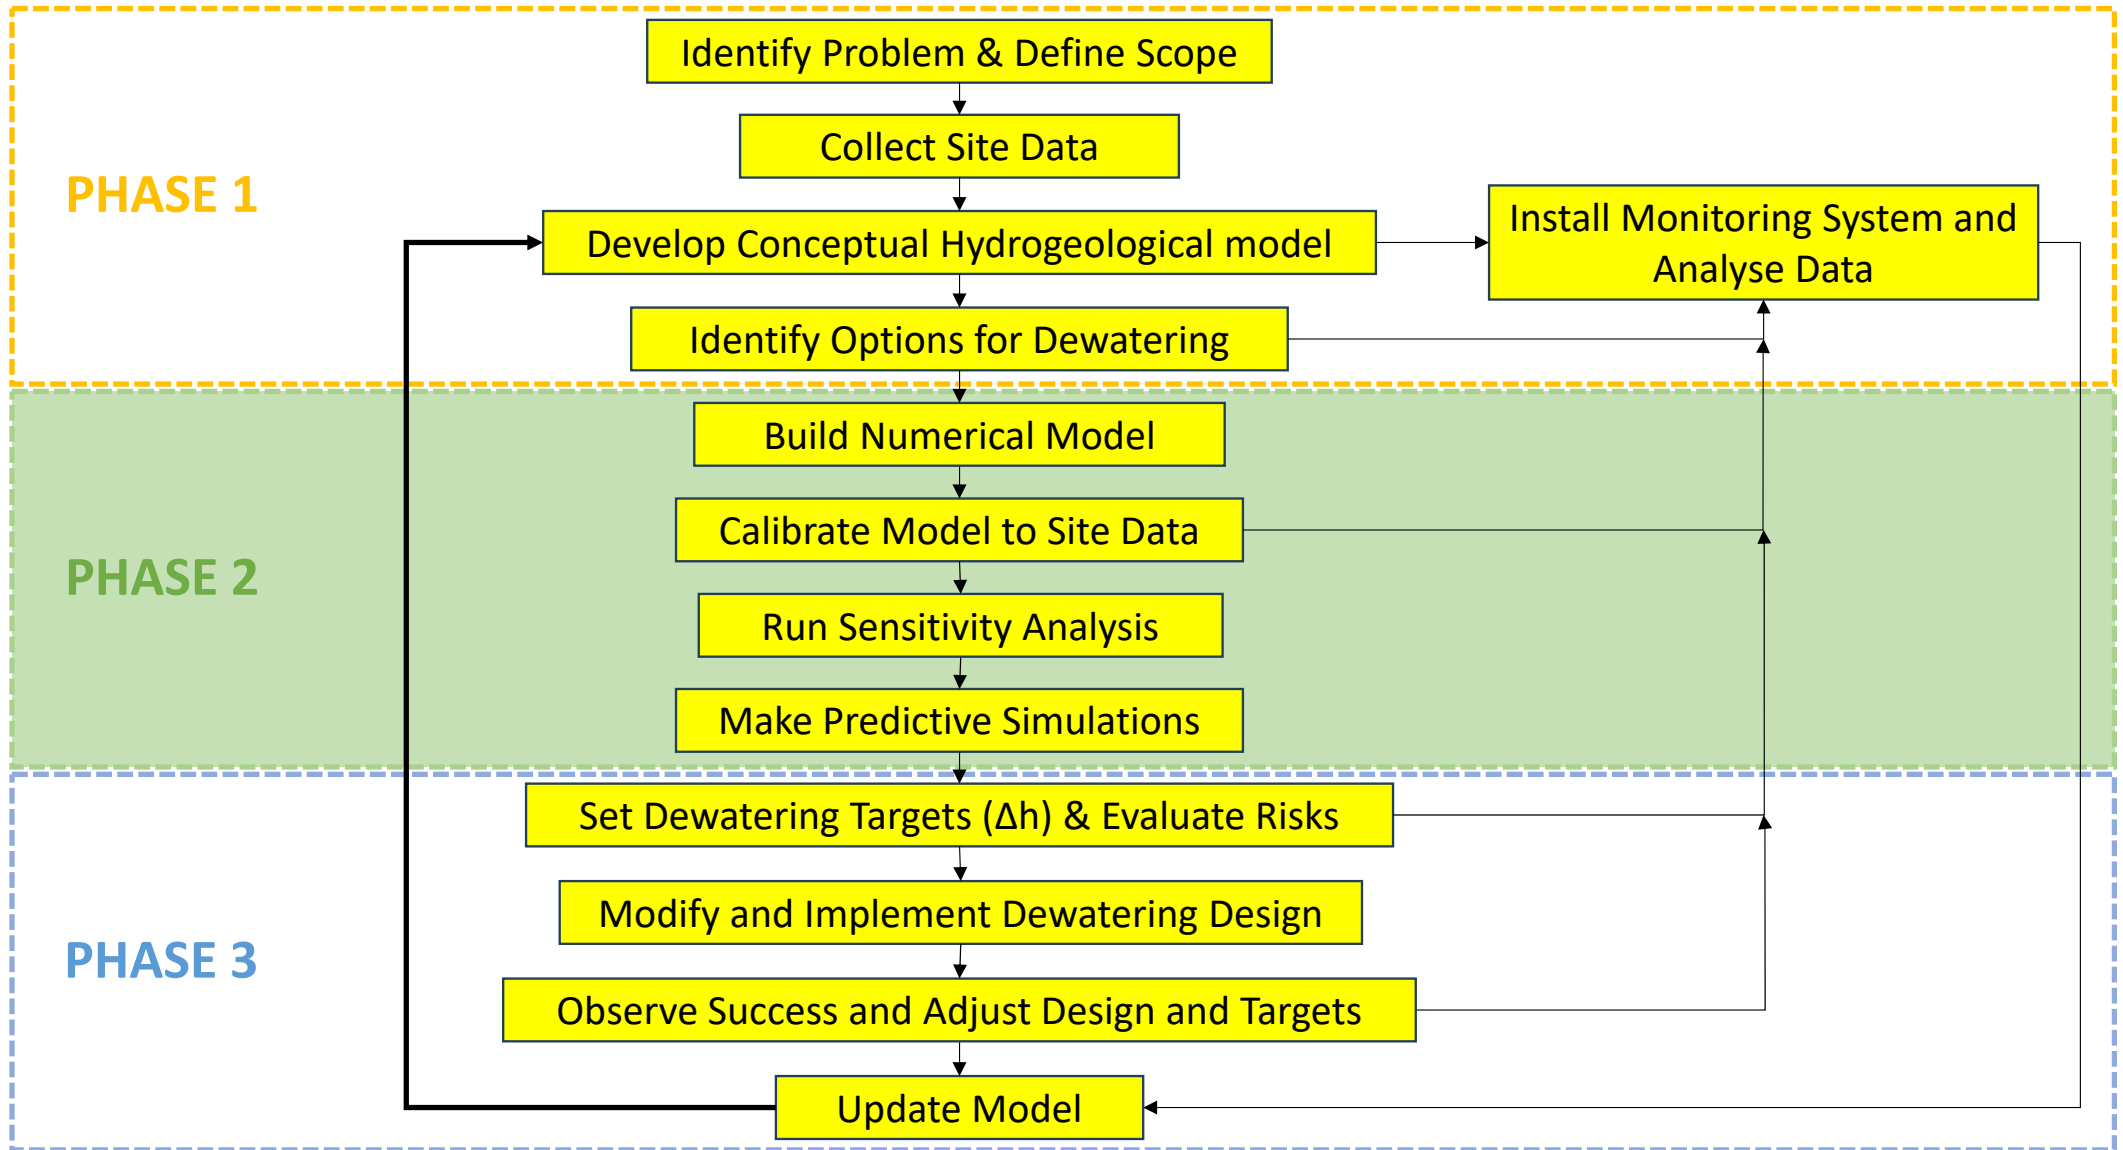 Identify Problem & Define Scope
Collect Site Data
PHASE 1
Install Monitoring System and
Analyse Data
Develop Conceptual Hydrogeological model
Identify Options for Dewatering
Build Numerical Model
Calibrate Model to Site Data
PHASE 2
Run Sensitivity Analysis
Make Predictive Simulations
Set Dewatering Targets (Δh) & Evaluate Risks
Modify and Implement Dewatering Design
PHASE 3
Observe Success and Adjust Design and Targets
Update Model